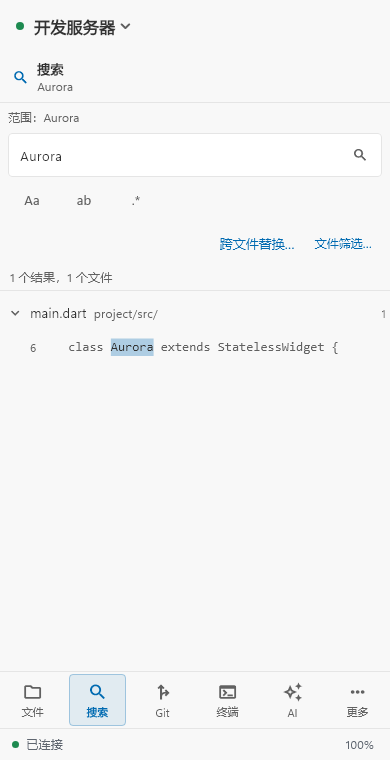 开发服务器
搜索
Aurora
范围: Aurora
Aurora
Aa ab .*
跨文件替换... 文件筛选...
1 个结果，1 个文件
main.dart project/src/ 1
6 class Aurora extends StatelessWidget {
文件 搜索 Git 终端 AI 更多
已连接 100%